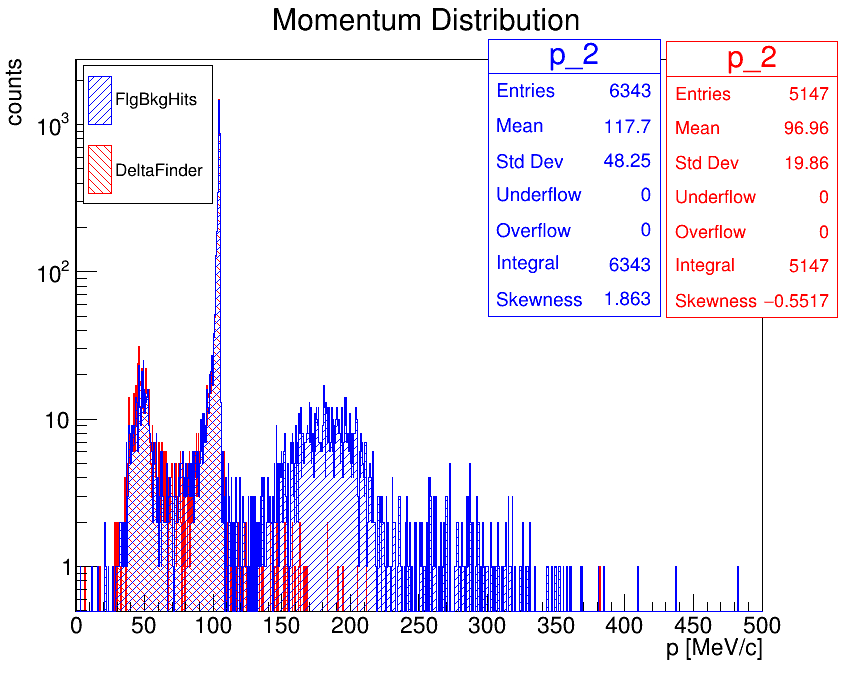 Momentum Distribution
counts
FlgBkgHits
DeltaFinder
p_2
Entries 6343
Mean 117.7
Std Dev 48.25
Underflow 0
Overflow 0
Integral 6343
Skewness 1.863
p_2
Entries 5147
Mean 96.96
Std Dev 19.86
Underflow 0
Overflow 0
Integral 5147
Skewness −0.5517
10³
10²
10
1
0 50 100 150 200 250 300 350 400 450 500
p [MeV/c]